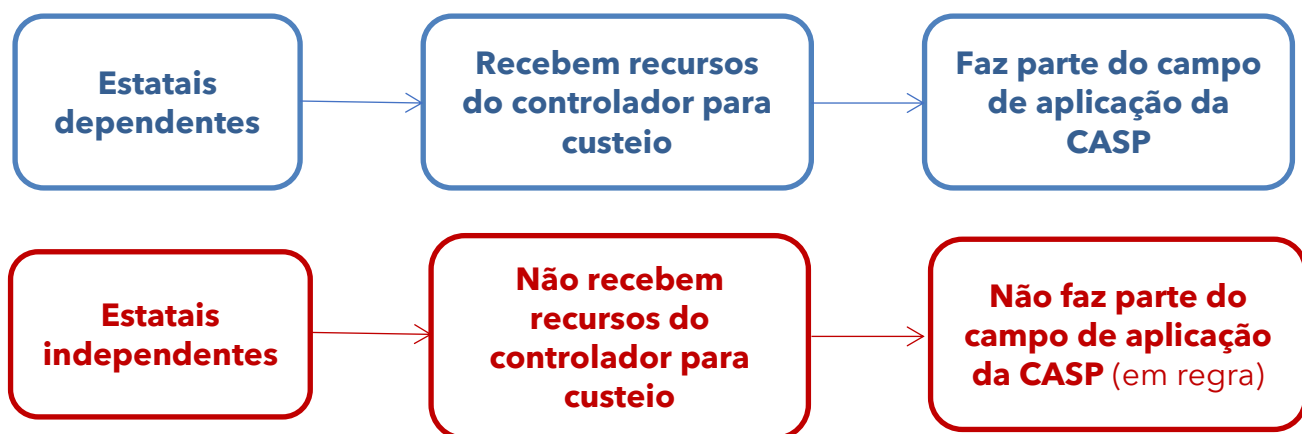 Estatais
dependentes
Recebem recursos
do controlador para
custeio
Faz parte do campo
de aplicação da
CASP
Estatais
independentes
Não recebem
recursos do
controlador para
custeio
Não faz parte do
campo de aplicação
da CASP (em regra)